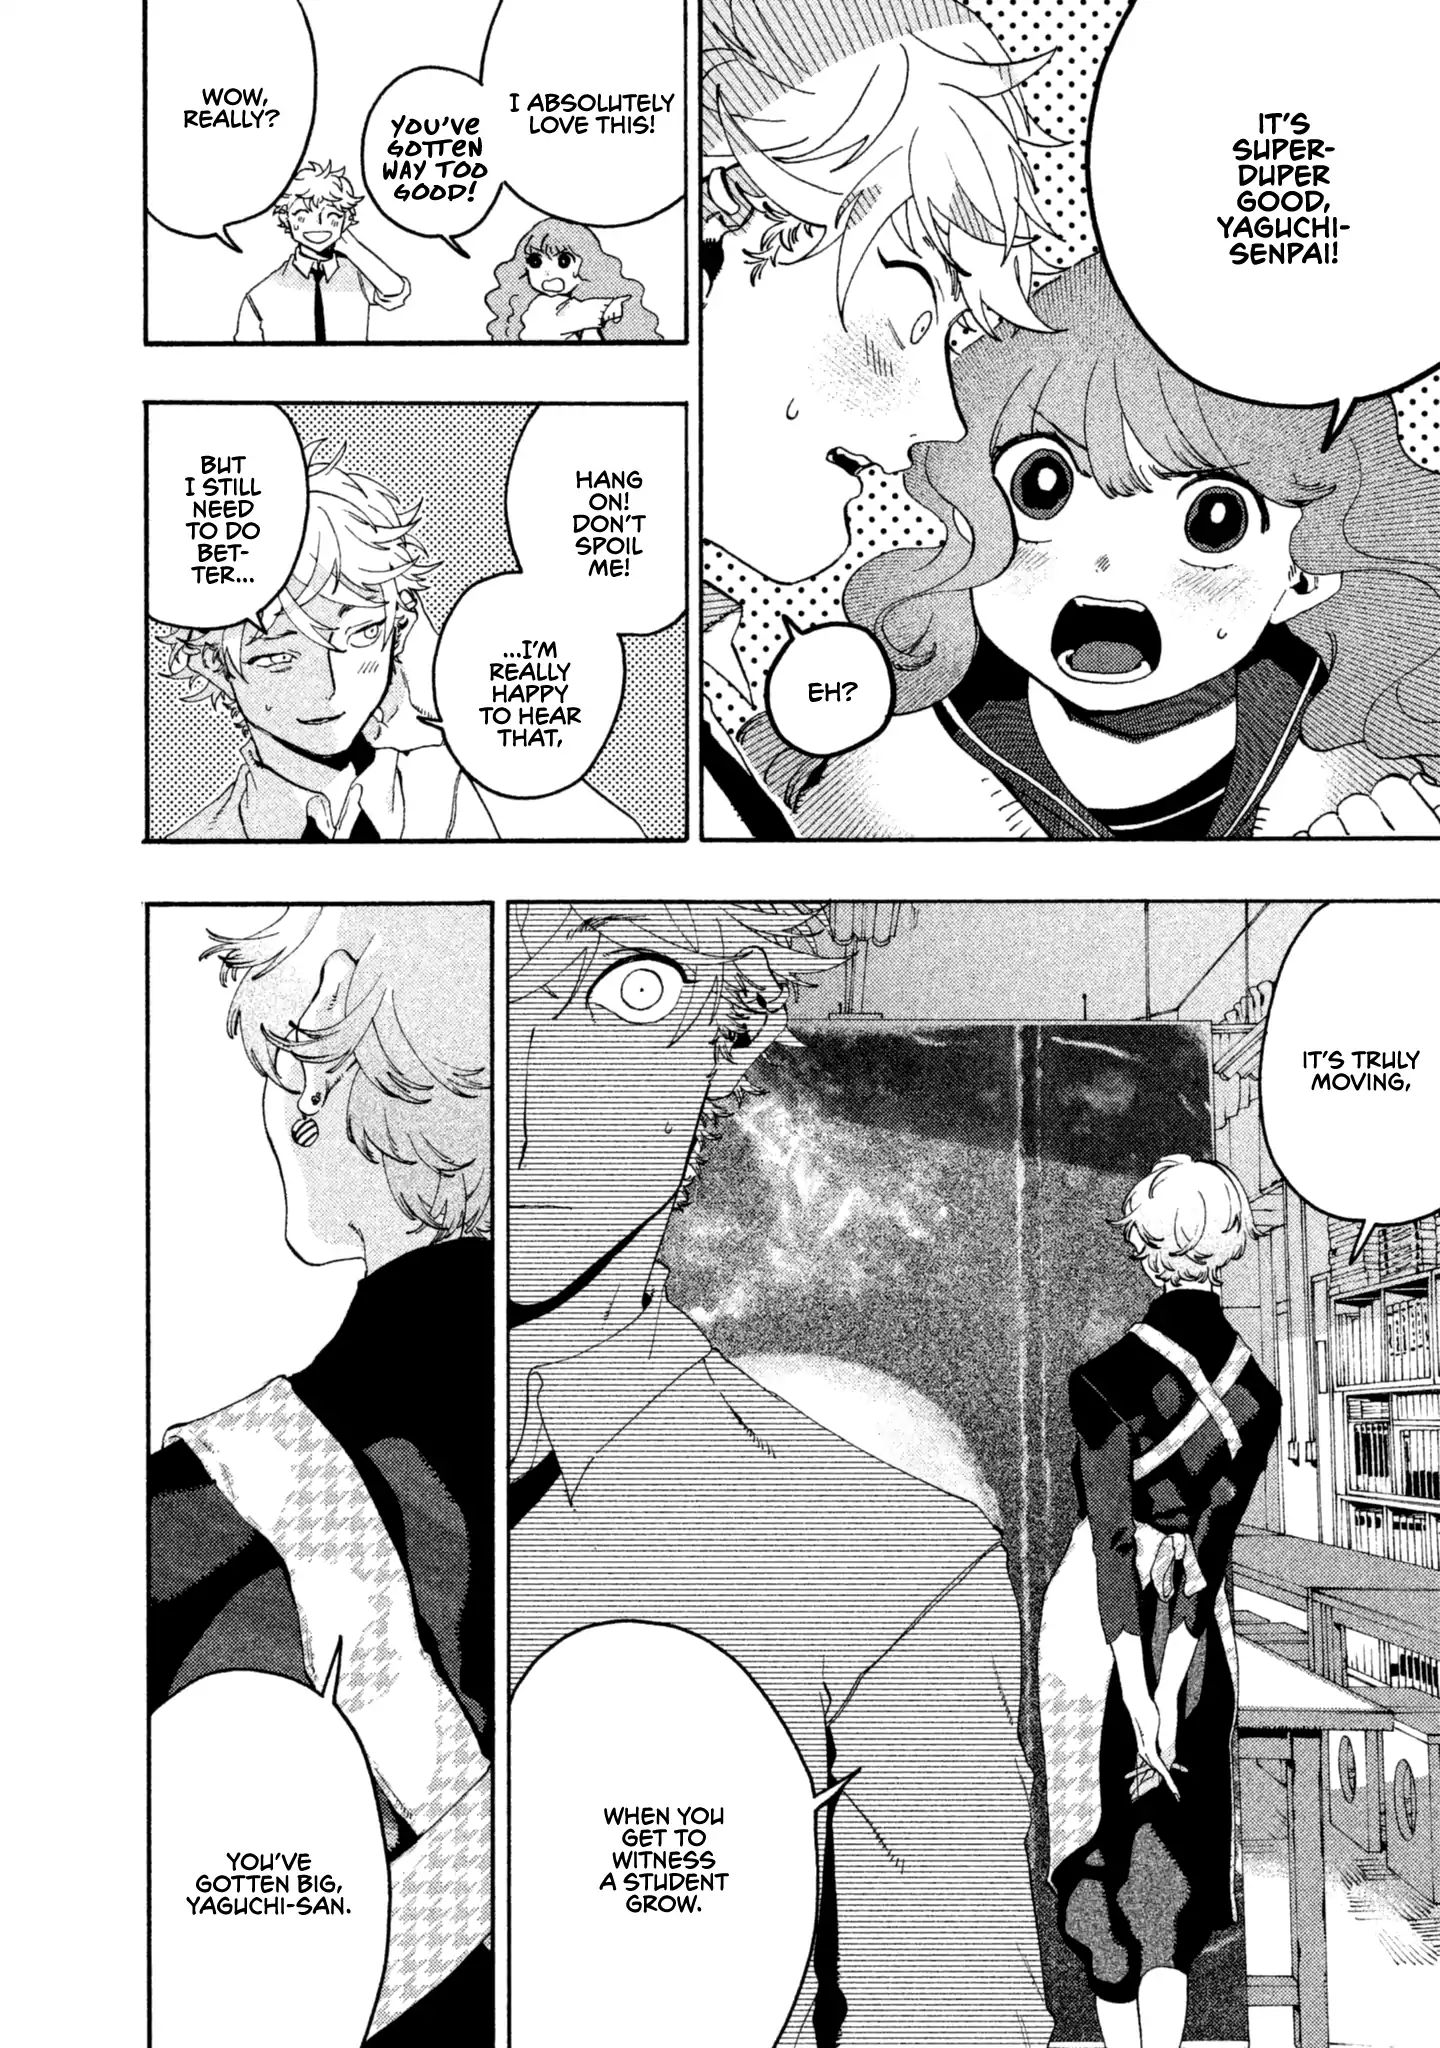 IT'S
SUPER-
DUPER
GOOD,
YAGUCHI-
SENPAI!
EH?
I ABSOLUTELY
LOVE THIS!
YOU'VE
GOTTEN
WAY TOO
GOOD!
WOW,
REALLY?
HANG
ON!
DON'T
SPOIL
ME!
...I'M
REALLY
HAPPY
TO HEAR
THAT,
BUT
I STILL
NEED
TO DO
BET-
TER...
IT'S TRULY
MOVING,
WHEN YOU
GET TO
WITNESS
A STUDENT
GROW.
YOU'VE
GOTTEN BIG,
YAGUCHI-SAN.